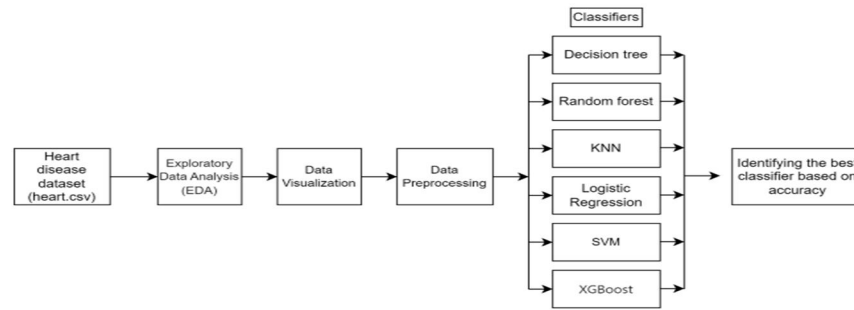 Heart
disease
dataset
(heart.csv)
Exploratory
Data Analysis
(EDA)
Data
Visualization
Data
Preprocessing
Classifiers
Decision tree
Random forest
KNN
Logistic
Regression
SVM
XGBoost
Identifying the best
classifier based on
accuracy